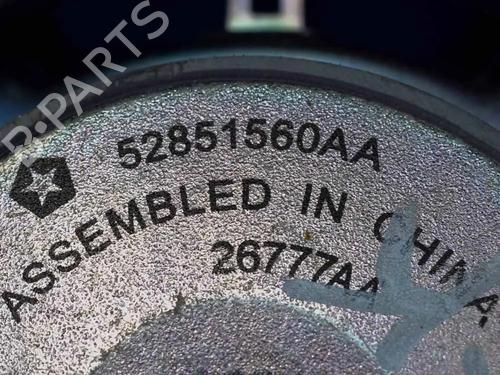 B-PARTS
52851560AA
ASSEMBLED IN CHINA
26777AA